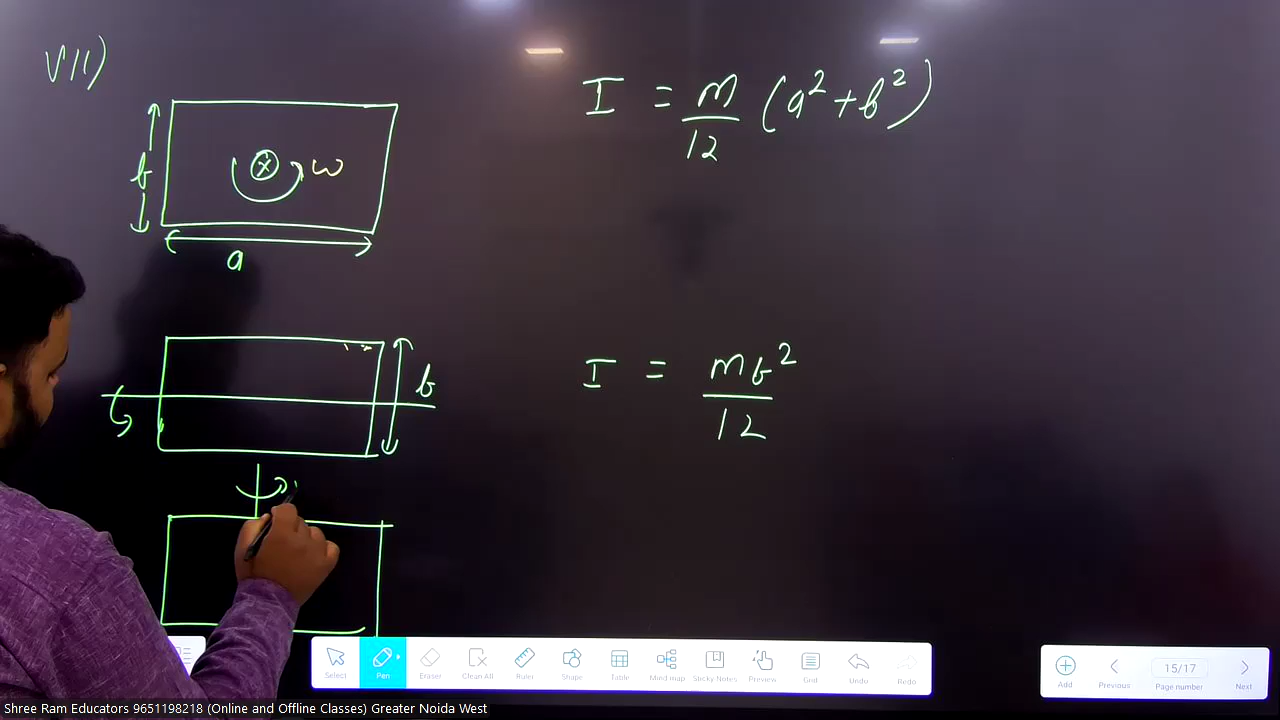 VII)
I = m/12 (a² + b²)
b
ω
a
I = mb²/12
b
Select
Pen
Eraser
Clean All
Ruler
Shape
Table
Mind map
Sticky Notes
Preview
Grid
Undo
Redo
Add
Previous
15/17
Page number
Next
Shree Ram Educators 9651198218 (Online and Offline Classes) Greater Noida West